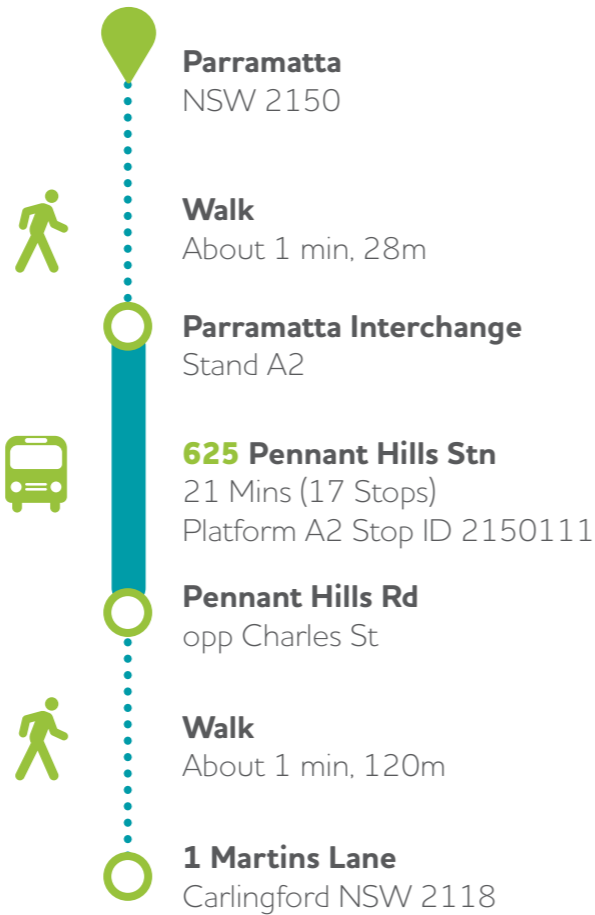 Parramatta
NSW 2150
Walk
About 1 min, 28m
Parramatta Interchange
Stand A2
625 Pennant Hills Stn
21 Mins (17 Stops)
Platform A2 Stop ID 2150111
Pennant Hills Rd
opp Charles St
Walk
About 1 min, 120m
1 Martins Lane
Carlingford NSW 2118